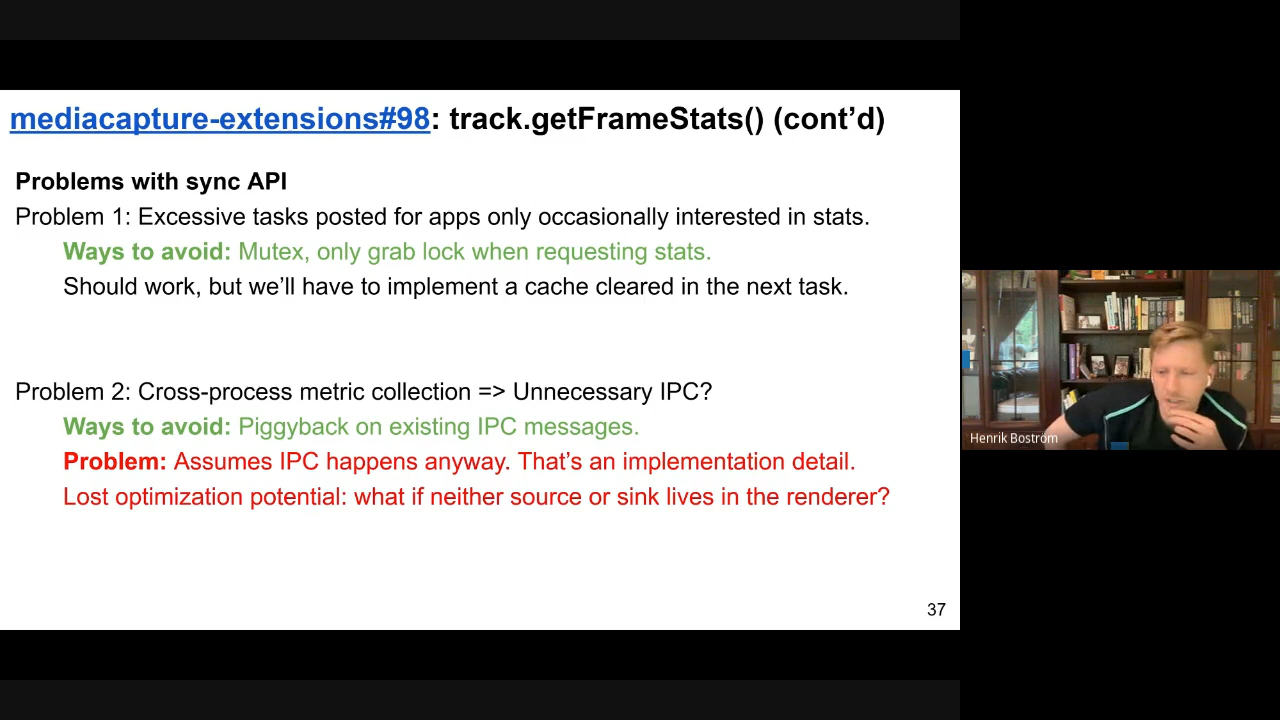 mediacapture-extensions#98: track.getFrameStats() (cont’d)
Problems with sync API
Problem 1: Excessive tasks posted for apps only occasionally interested in stats.
Ways to avoid: Mutex, only grab lock when requesting stats.
Should work, but we’ll have to implement a cache cleared in the next task.
Problem 2: Cross-process metric collection => Unnecessary IPC?
Ways to avoid: Piggyback on existing IPC messages.
Problem: Assumes IPC happens anyway. That’s an implementation detail.
Lost optimization potential: what if neither source or sink lives in the renderer?
37
Henrik Boström